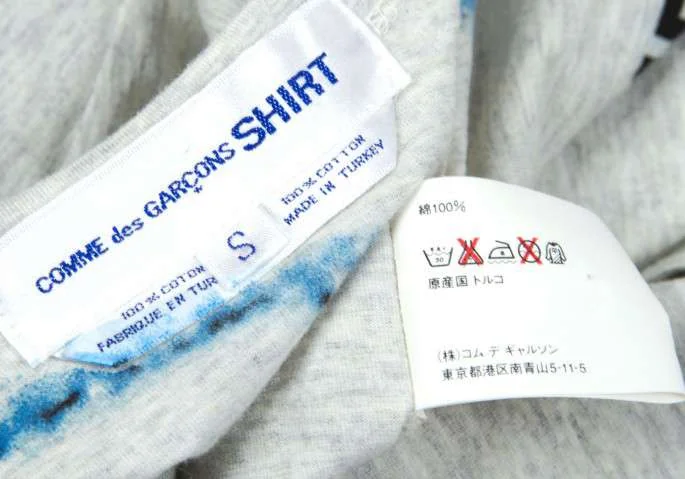 COMME des GARCONS SHIRT
*
100% COTTON
MADE IN TURKEY
S
100% COTON
FABRIQUE EN TUR
綿100%
30
原産国 トルコ
(株)コム デ ギャルソン
東京都港区南青山5-11-5